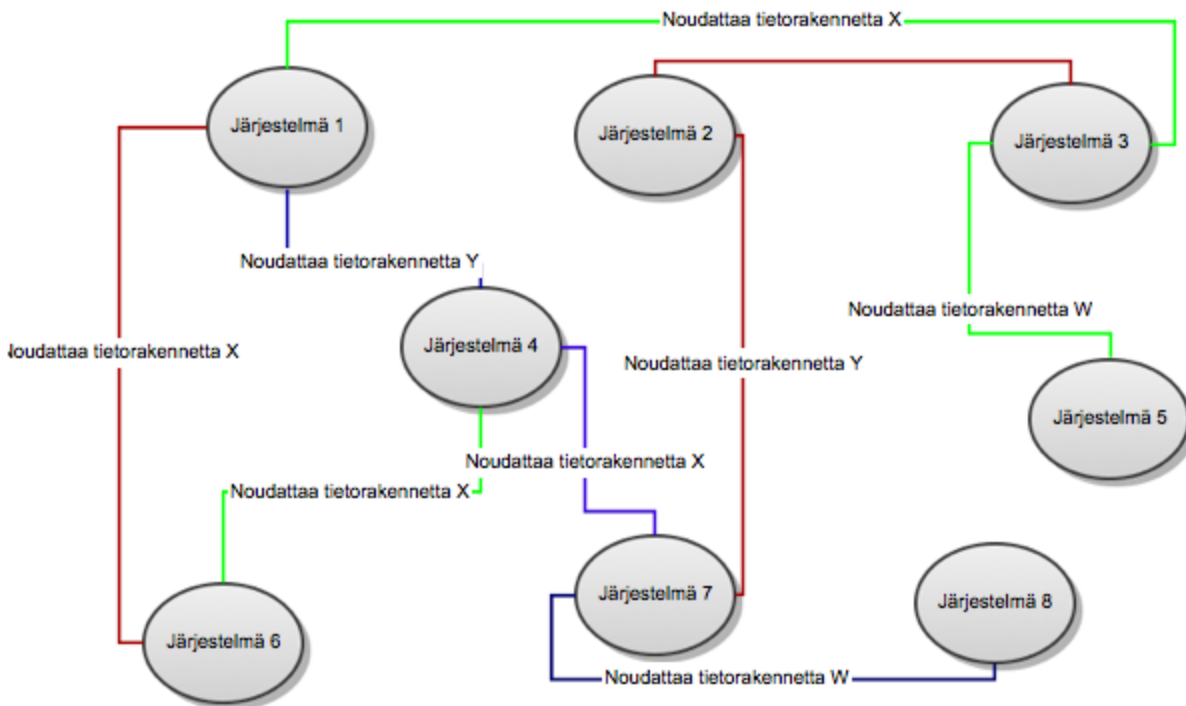 Noudattaa tietorakennetta X
Järjestelmä 1
Järjestelmä 2
Järjestelmä 3
Noudattaa tietorakennetta Y
Noudattaa tietorakennetta W
Järjestelmä 4
Noudattaa tietorakennetta X
Noudattaa tietorakennetta Y
Järjestelmä 5
Noudattaa tietorakennetta X
Noudattaa tietorakennetta X
Järjestelmä 7
Järjestelmä 8
Järjestelmä 6
Noudattaa tietorakennetta W